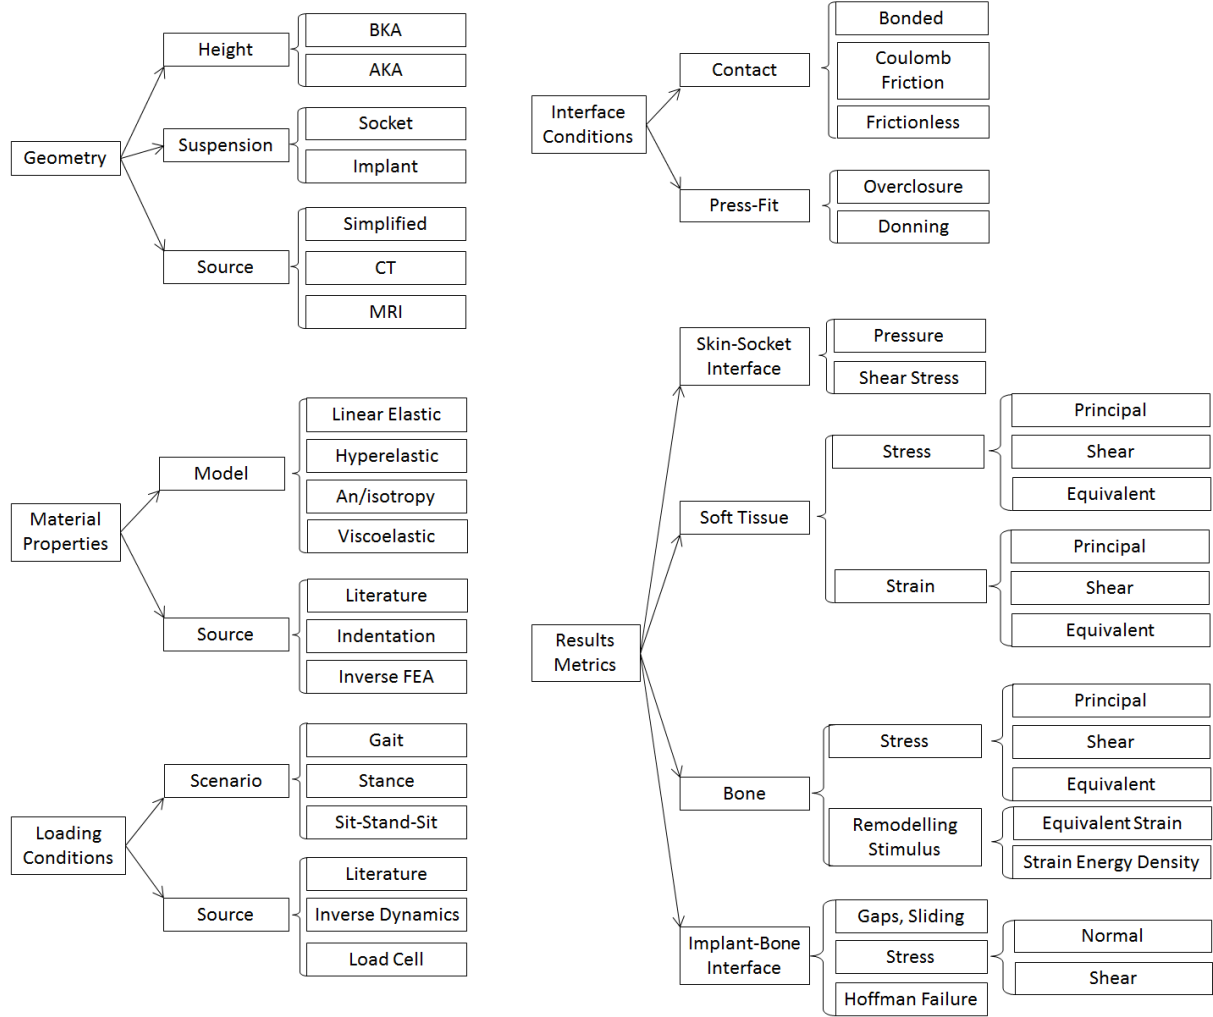 Geometry
Height
BKA
AKA
Suspension
Socket
Implant
Source
Simplified
CT
MRI
Material
Properties
Model
Linear Elastic
Hyperelastic
An/isotropy
Viscoelastic
Source
Literature
Indentation
Inverse FEA
Loading
Conditions
Scenario
Gait
Stance
Sit-Stand-Sit
Source
Literature
Inverse Dynamics
Load Cell
Interface
Conditions
Contact
Bonded
Coulomb
Friction
Frictionless
Press-Fit
Overclosure
Donning
Results
Metrics
Skin-Socket
Interface
Pressure
Shear Stress
Soft Tissue
Stress
Principal
Shear
Equivalent
Strain
Principal
Shear
Equivalent
Bone
Stress
Principal
Shear
Equivalent
Remodelling
Stimulus
Equivalent Strain
Strain Energy Density
Implant-Bone
Interface
Gaps, Sliding
Stress
Normal
Shear
Hoffman Failure